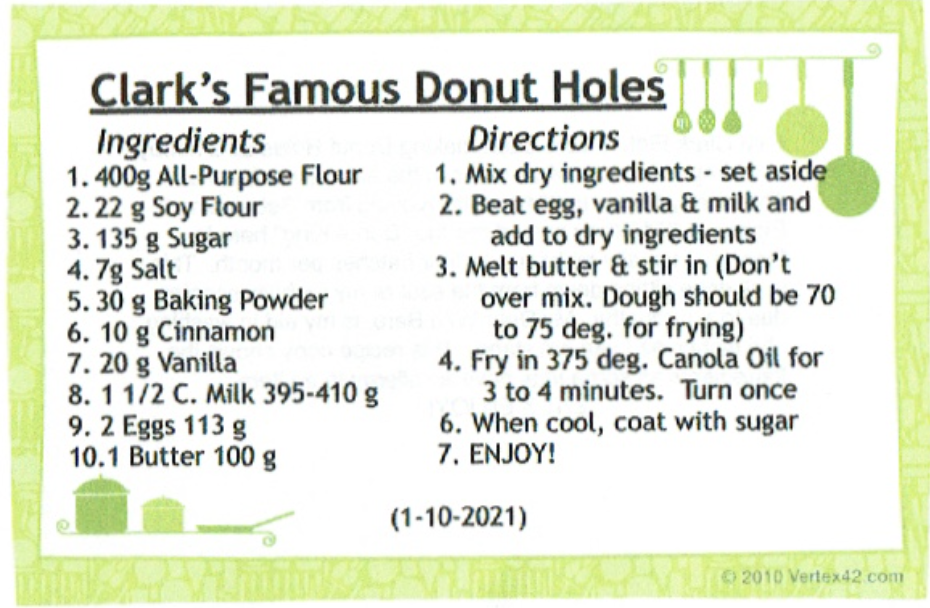 Clark's Famous Donut Holes
Ingredients
1. 400g All-Purpose Flour
2. 22 g Soy Flour
3. 135 g Sugar
4. 7g Salt
5. 30 g Baking Powder
6. 10 g Cinnamon
7. 20 g Vanilla
8. 1 1/2 C. Milk 395-410 g
9. 2 Eggs 113 g
10.1 Butter 100 g
Directions
1. Mix dry ingredients - set aside
2. Beat egg, vanilla & milk and
add to dry ingredients
3. Melt butter & stir in (Don't
over mix. Dough should be 70
to 75 deg. for frying)
4. Fry in 375 deg. Canola Oil for
3 to 4 minutes. Turn once
6. When cool, coat with sugar
7. ENJOY!
(1-10-2021)
© 2010 Vertex42.com